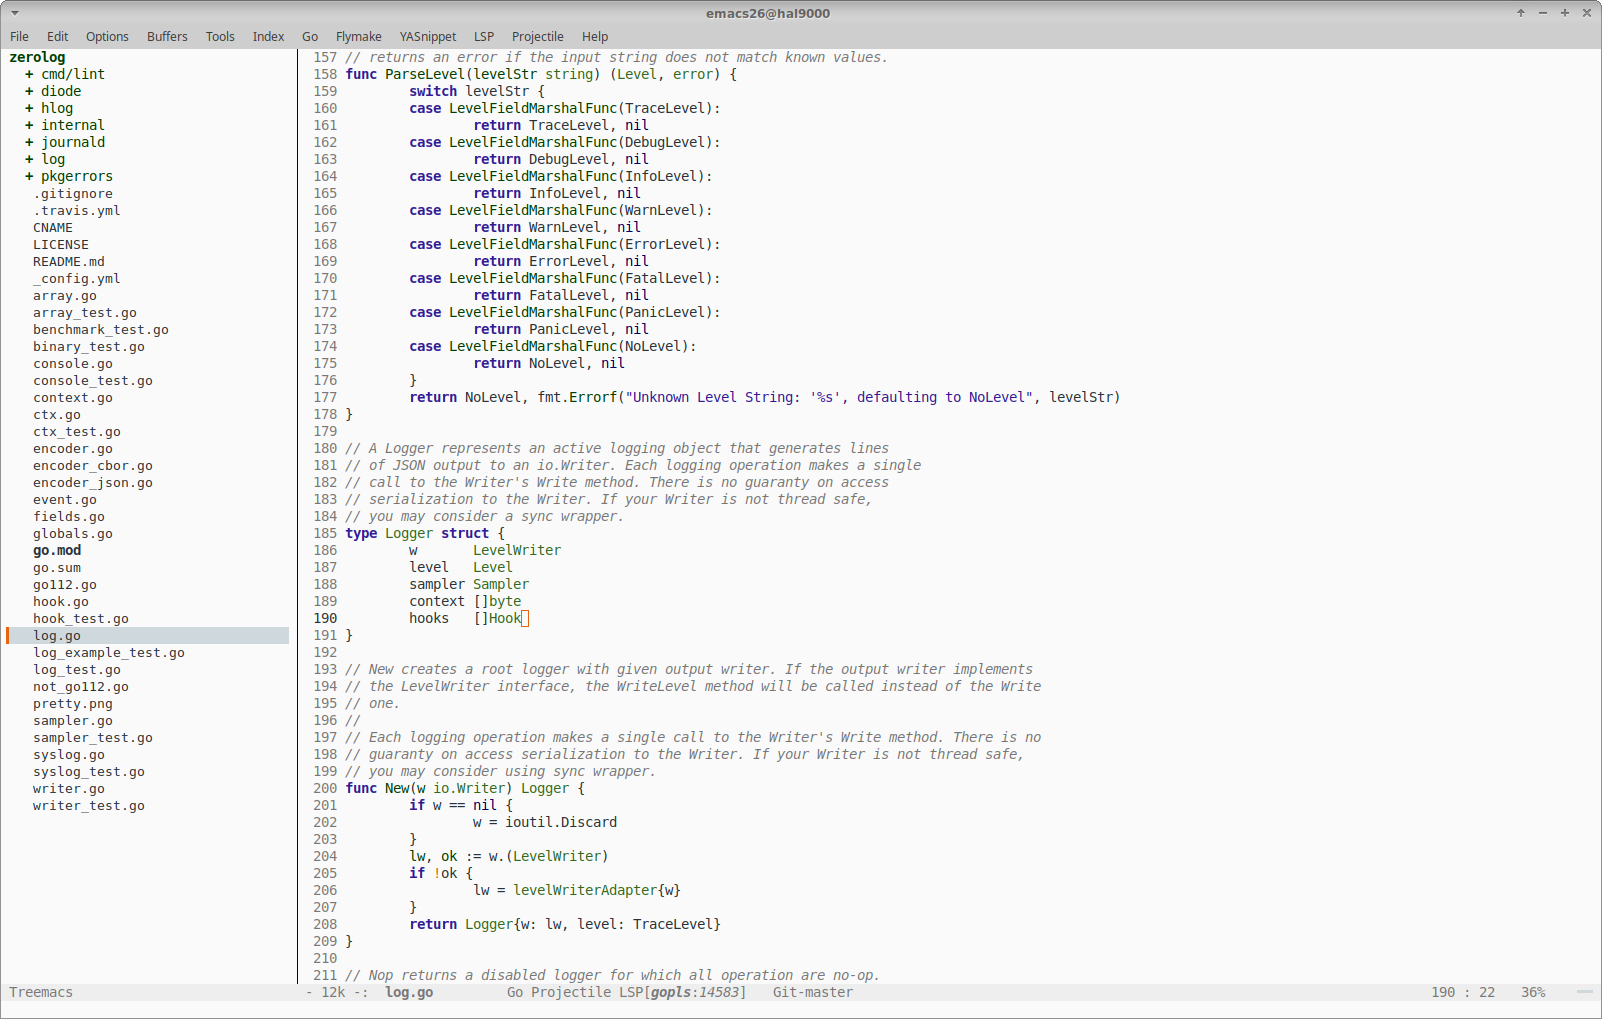 emacs26@hal9000
File Edit Options Buffers Tools Index Go Flymake YASnippet LSP Projectile Help
zerolog
+ cmd/lint
+ diode
+ hlog
+ internal
+ journald
+ log
+ pkgerrors
.gitignore
.travis.yml
CNAME
LICENSE
README.md
_config.yml
array.go
array_test.go
benchmark_test.go
binary_test.go
console.go
console_test.go
context.go
ctx.go
ctx_test.go
encoder.go
encoder_cbor.go
encoder_json.go
event.go
fields.go
globals.go
go.mod
go.sum
go112.go
hook.go
hook_test.go
log.go
log_example_test.go
log_test.go
not_go112.go
pretty.png
sampler.go
sampler_test.go
syslog.go
syslog_test.go
writer.go
writer_test.go
157 // returns an error if the input string does not match known values.
158 func ParseLevel(levelStr string) (Level, error) {
159         switch levelStr {
160         case LevelFieldMarshalFunc(TraceLevel):
161                 return TraceLevel, nil
162         case LevelFieldMarshalFunc(DebugLevel):
163                 return DebugLevel, nil
164         case LevelFieldMarshalFunc(InfoLevel):
165                 return InfoLevel, nil
166         case LevelFieldMarshalFunc(WarnLevel):
167                 return WarnLevel, nil
168         case LevelFieldMarshalFunc(ErrorLevel):
169                 return ErrorLevel, nil
170         case LevelFieldMarshalFunc(FatalLevel):
171                 return FatalLevel, nil
172         case LevelFieldMarshalFunc(PanicLevel):
173                 return PanicLevel, nil
174         case LevelFieldMarshalFunc(NoLevel):
175                 return NoLevel, nil
176         }
177         return NoLevel, fmt.Errorf("Unknown Level String: '%s', defaulting to NoLevel", levelStr)
178 }
179
180 // A Logger represents an active logging object that generates lines
181 // of JSON output to an io.Writer. Each logging operation makes a single
182 // call to the Writer's Write method. There is no guaranty on access
183 // serialization to the Writer. If your Writer is not thread safe,
184 // you may consider a sync wrapper.
185 type Logger struct {
186         w       LevelWriter
187         level   Level
188         sampler Sampler
189         context []byte
190         hooks   []Hook
191 }
192
193 // New creates a root logger with given output writer. If the output writer implements
194 // the LevelWriter interface, the WriteLevel method will be called instead of the Write
195 // one.
196 //
197 // Each logging operation makes a single call to the Writer's Write method. There is no
198 // guaranty on access serialization to the Writer. If your Writer is not thread safe,
199 // you may consider using sync wrapper.
200 func New(w io.Writer) Logger {
201         if w == nil {
202                 w = ioutil.Discard
203         }
204         lw, ok := w.(LevelWriter)
205         if !ok {
206                 lw = levelWriterAdapter{w}
207         }
208         return Logger{w: lw, level: TraceLevel}
209 }
210
211 // Nop returns a disabled logger for which all operation are no-op.
Treemacs - 12k -: log.go Go Projectile LSP[gopls:14583] Git-master 190 : 22 36%